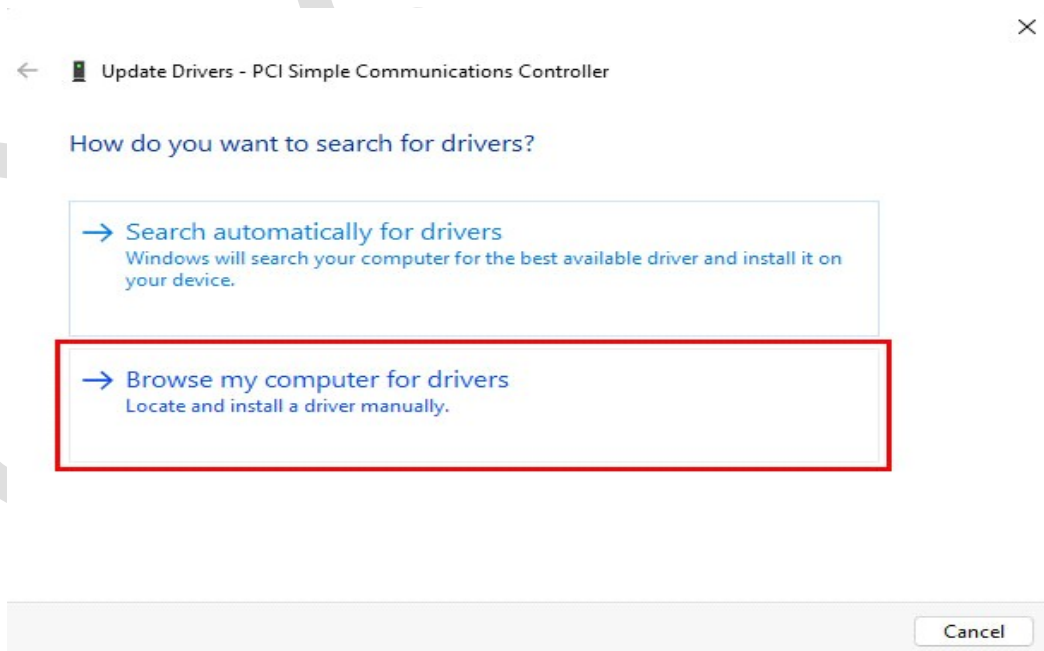 Update Drivers - PCI Simple Communications Controller
How do you want to search for drivers?
Search automatically for drivers
Windows will search your computer for the best available driver and install it on
your device.
Browse my computer for drivers
Locate and install a driver manually.
Cancel